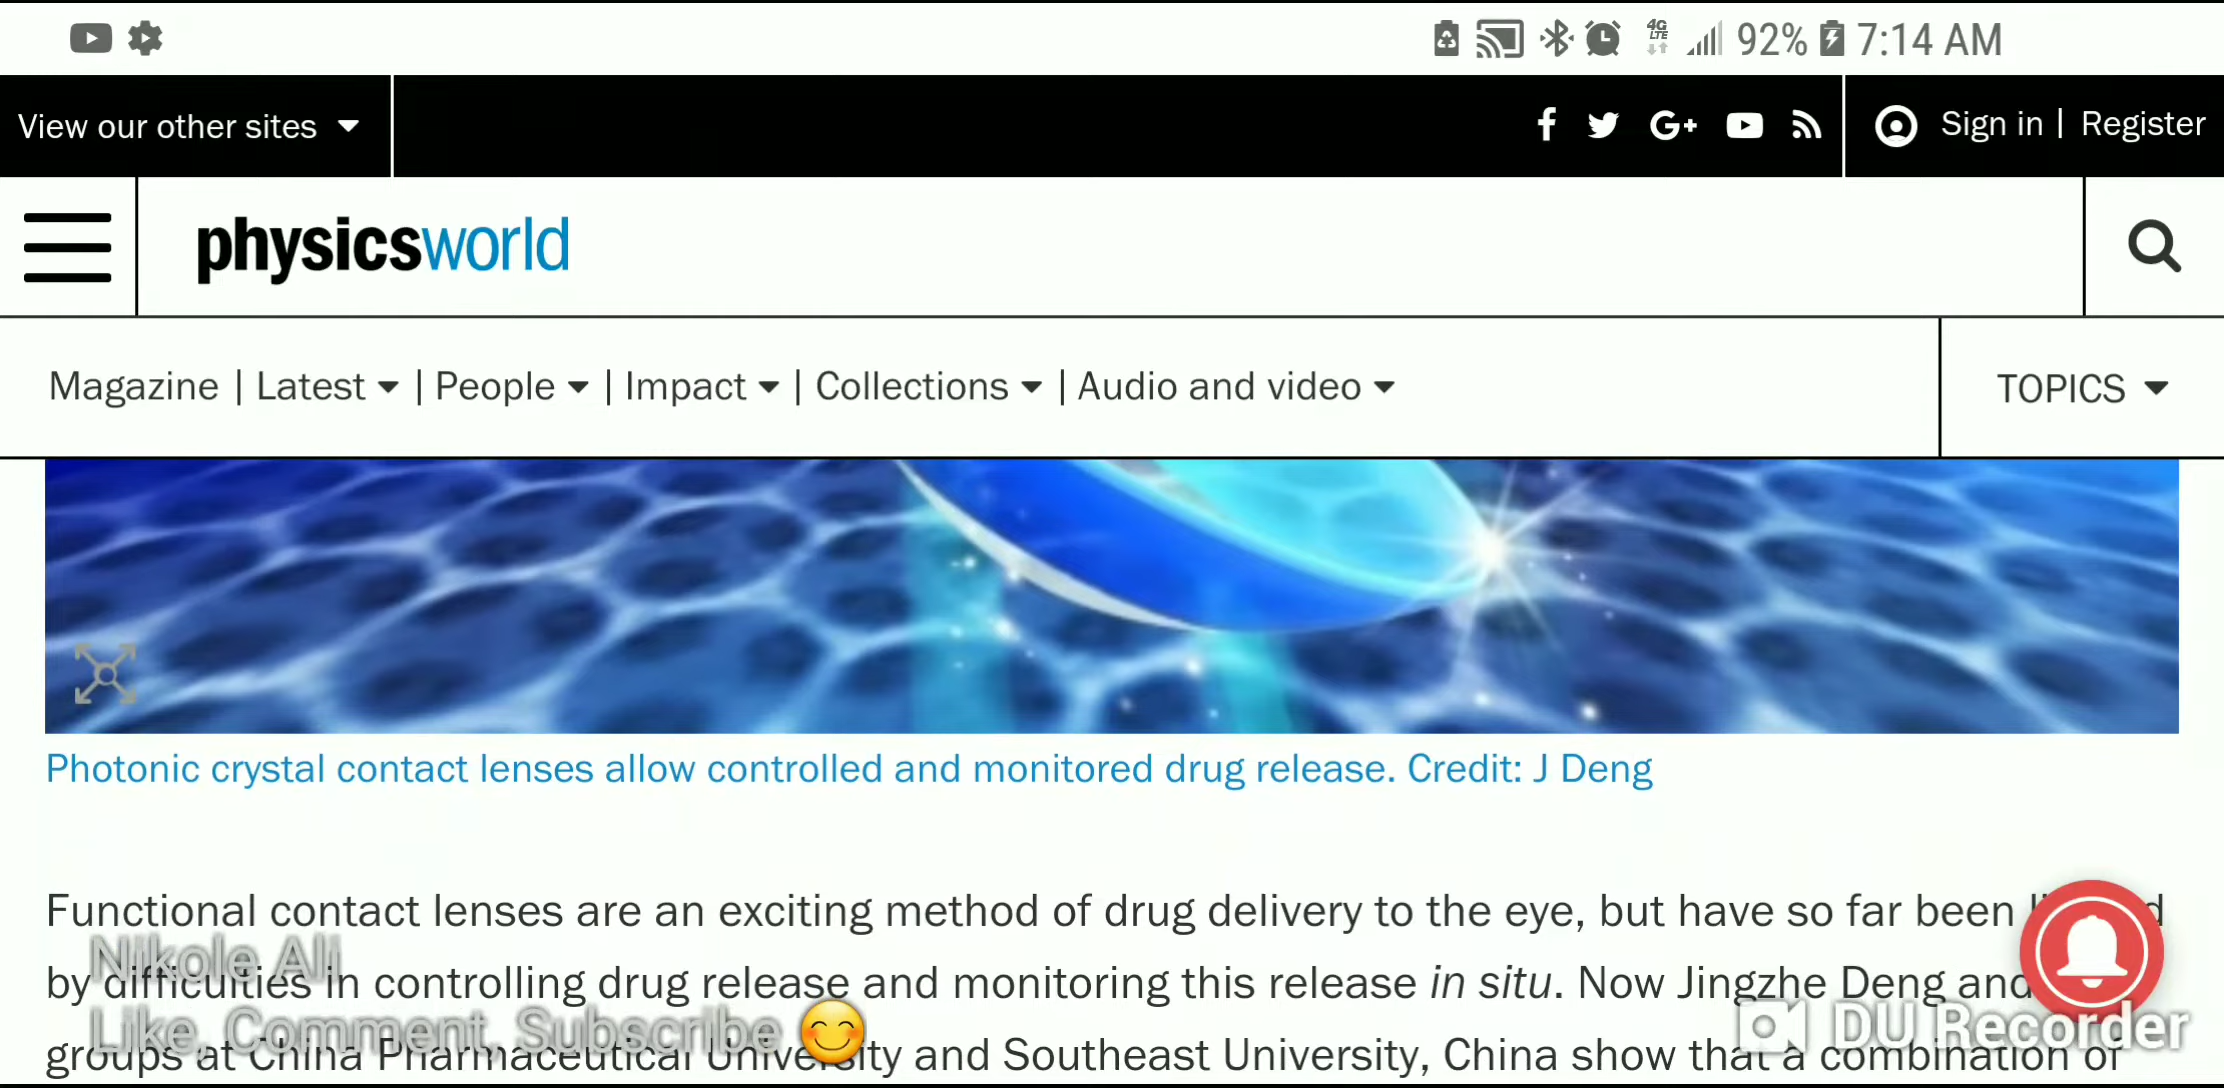 4G LTE 92% 7:14 AM
View our other sites G+ Sign in | Register
physicsworld
Magazine | Latest | People | Impact | Collections | Audio and video TOPICS
Photonic crystal contact lenses allow controlled and monitored drug release. Credit: J Deng
Functional contact lenses are an exciting method of drug delivery to the eye, but have so far been
Nikole Ali
by difficulties in controlling drug release and monitoring this release in situ. Now Jingzhe Deng and
Like, Comment, Subscribe 😊
DU Recorder
groups at China Pharmaceutical University and Southeast University, China show that a combination of